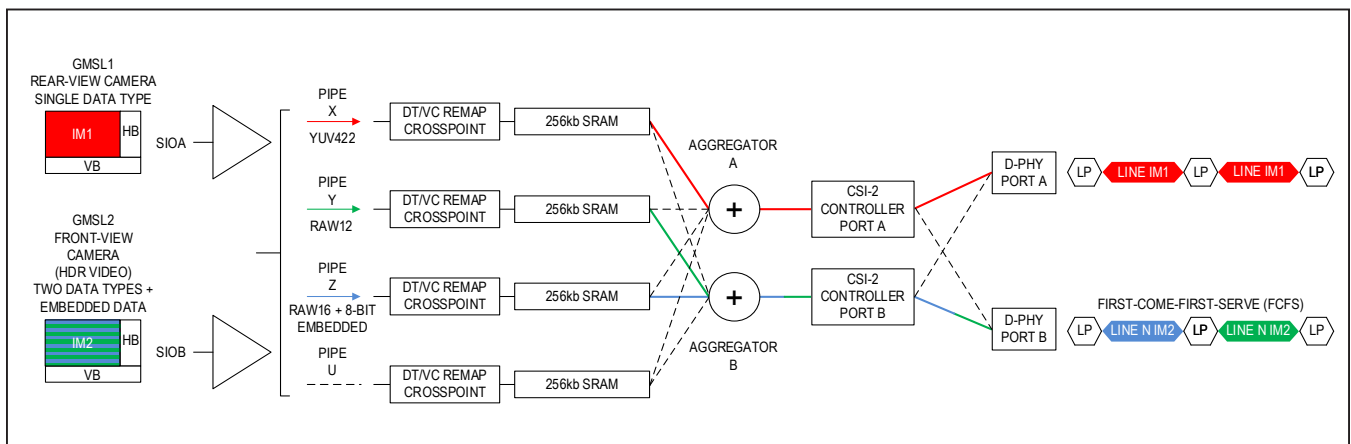 GMSL1
REAR-VIEW CAMERA
SINGLE DATA TYPE
IM1
HB
VB
SIOA
GMSL2
FRONT-VIEW
CAMERA
(HDR VIDEO)
TWO DATA TYPES +
EMBEDDED DATA
IM2
HB
VB
SIOB
PIPE
X
YUV422
DT/VC REMAP
CROSSPOINT
256kb SRAM
PIPE
Y
RAW12
DT/VC REMAP
CROSSPOINT
256kb SRAM
PIPE
Z
RAW16 + 8-BIT
EMBEDDED
DT/VC REMAP
CROSSPOINT
256kb SRAM
PIPE
U
DT/VC REMAP
CROSSPOINT
256kb SRAM
AGGREGATOR
A
+
+
AGGREGATOR
B
CSI-2
CONTROLLER
PORT A
CSI-2
CONTROLLER
PORT B
D-PHY
PORT A
LP
LINE IM1
LP
LINE IM1
LP
D-PHY
PORT B
FIRST-COME-FIRST-SERVE (FCFS)
LP
LINE N IM2
LP
LINE N IM2
LP